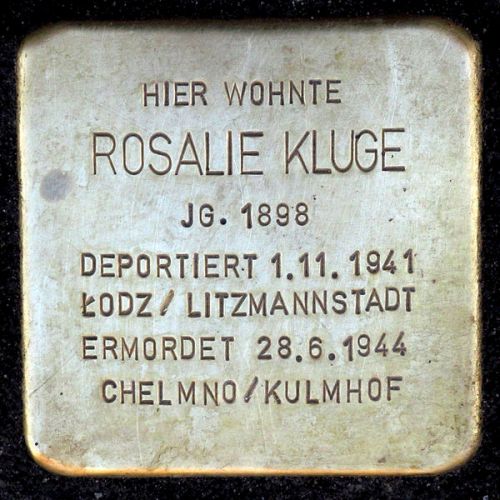 HIER WOHNTE
ROSALIE KLUGE
JG. 1898
DEPORTIERT 1.11.1941
ŁODZ/LITZMANNSTADT
ERMORDET 28.6.1944
CHELMNO/KULMHOF